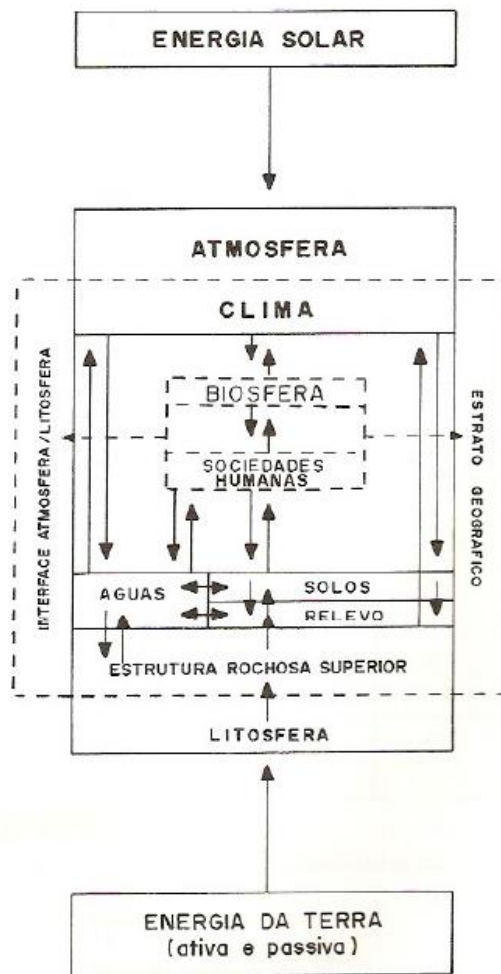 ENERGIA SOLAR
ATMOSFERA
CLIMA
INTERFACE ATMOSFERA/LITOSFERA
BIOSFERA
SOCIEDADES
HUMANAS
ESTRATO GEOGRAFICO
AGUAS
SOLOS
RELEVO
ESTRUTURA ROCHOSA SUPERIOR
LITOSFERA
ENERGIA DA TERRA
(ativa e passiva)